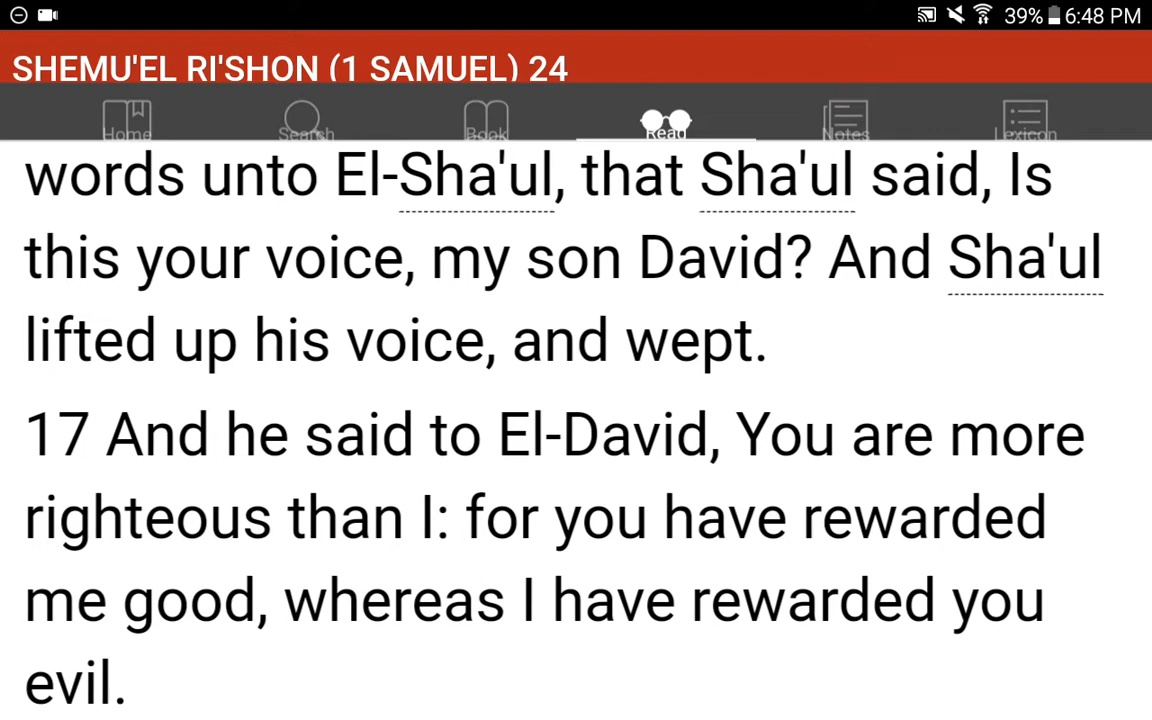 39% 6:48 PM
SHEMU'EL RI'SHON (1 SAMUEL) 24
Home Search Book Read Notes Lexicon
words unto El-Sha'ul, that Sha'ul said, Is
this your voice, my son David? And Sha'ul
lifted up his voice, and wept.
17 And he said to El-David, You are more
righteous than I: for you have rewarded
me good, whereas I have rewarded you
evil.